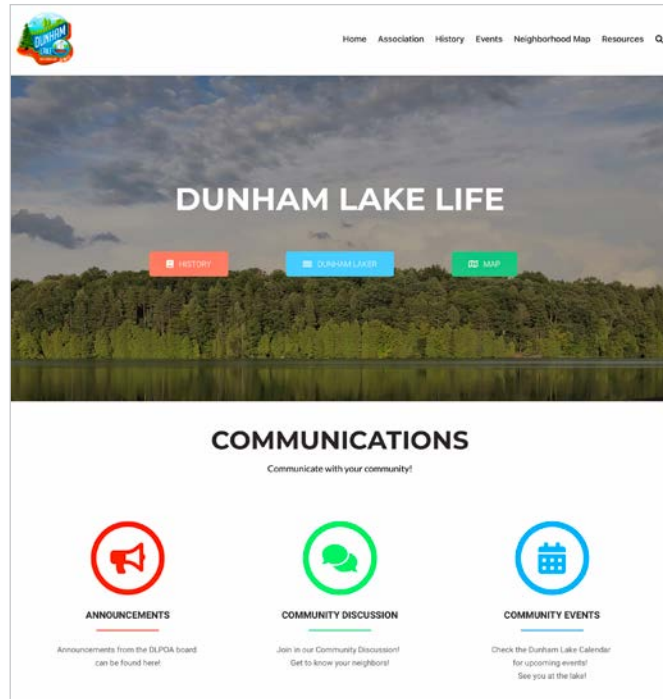 DUNHAM
LAKE
Home Association History Events Neighborhood Map Resources
DUNHAM LAKE LIFE
HISTORY
DUNHAM LAKER
MAP
COMMUNICATIONS
Communicate with your community!
ANNOUNCEMENTS
Announcements from the DLPOA board
can be found here!
COMMUNITY DISCUSSION
Join in our Community Discussion!
Get to know your neighbors!
COMMUNITY EVENTS
Check the Dunham Lake Calendar
for upcoming events!
See you at the lake!